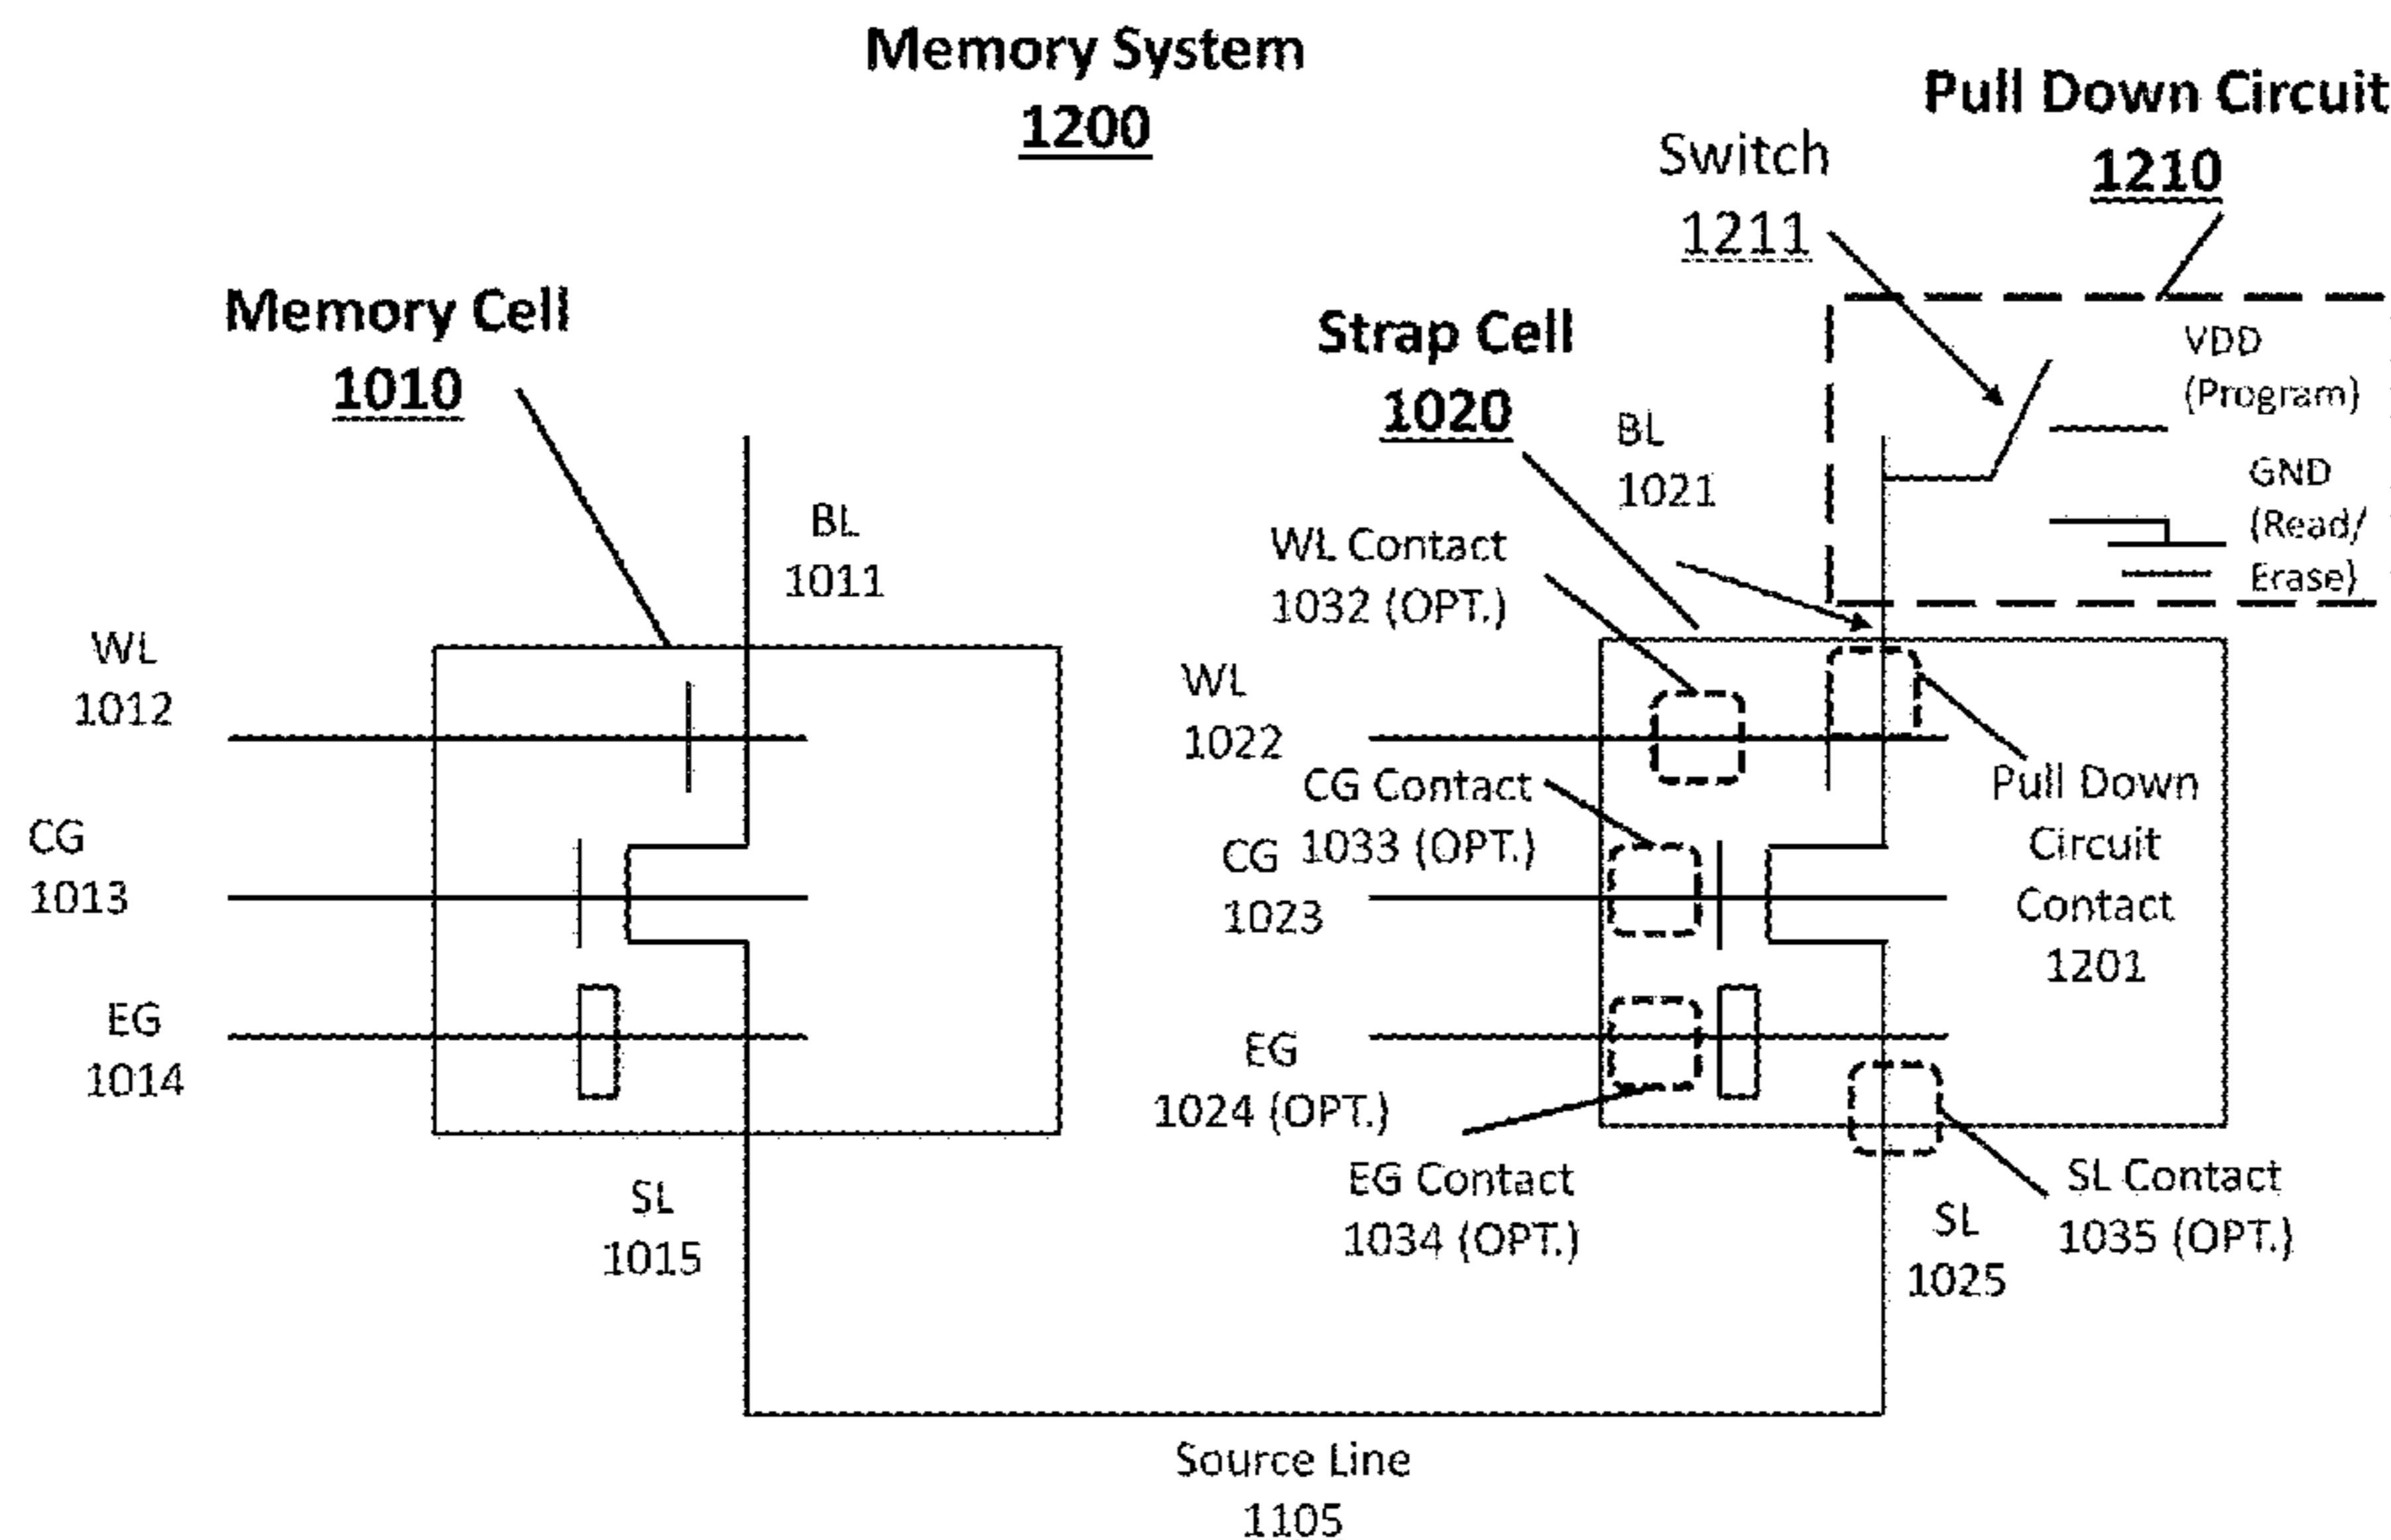 Memory System
1200
Pull Down Circuit
1210
Switch
1211
Memory Cell
1010
Strap Cell
1020
VDD
(Program)
GND
(Read/
Erase)
BL
1021
BL
1011
WL Contact
1032 (OPT.)
WL
1012
WL
1022
CG Contact
1033 (OPT.)
Pull Down
Circuit
Contact
1201
CG
1013
CG
1023
EG
1014
EG
1024 (OPT.)
EG Contact
1034 (OPT.)
SL Contact
1035 (OPT.)
SL
1015
SL
1025
Source Line
1105